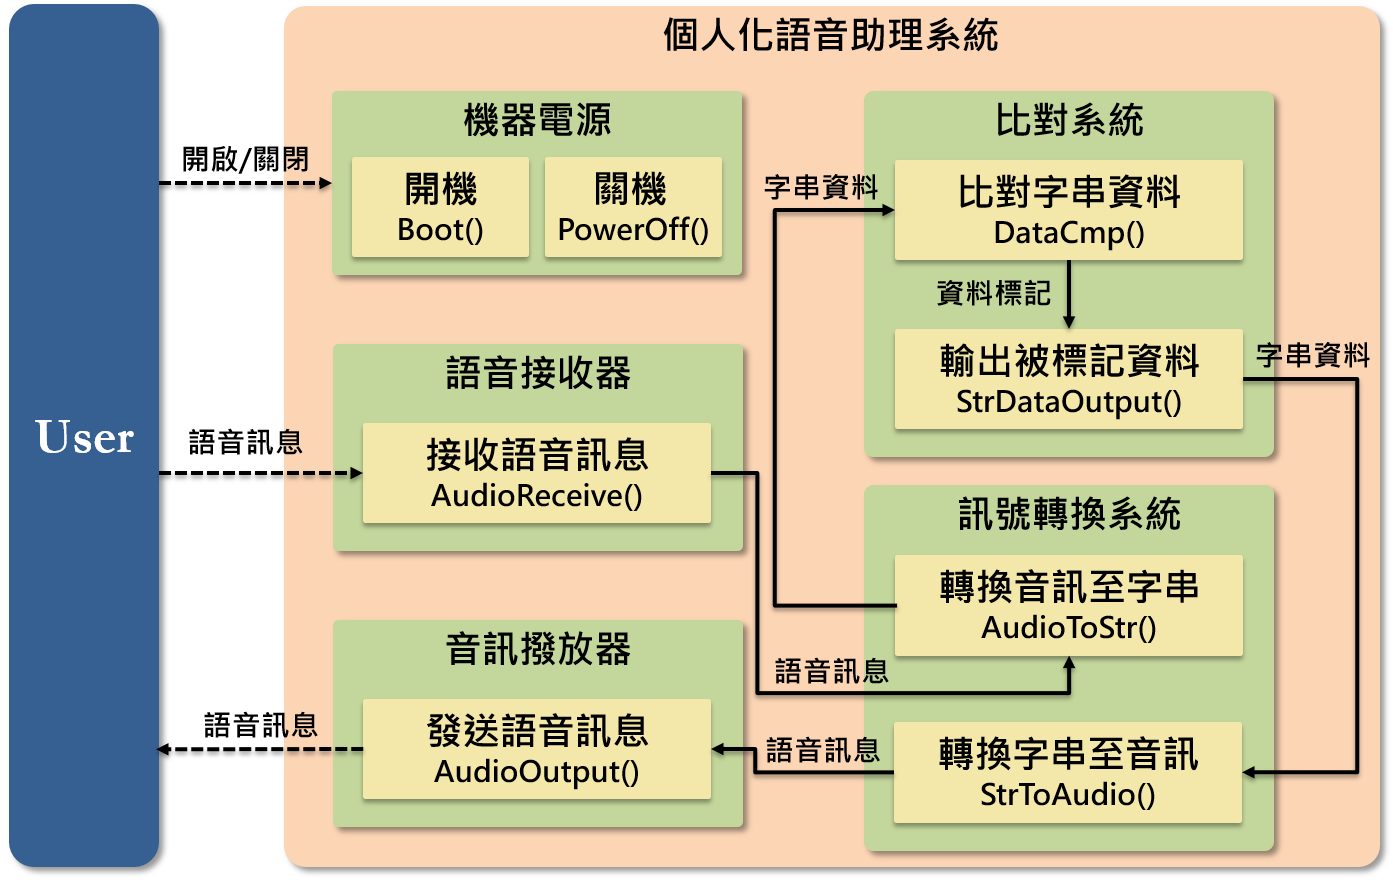 個人化語音助理系統
User
開啟/關閉
機器電源
開機
Boot()
關機
PowerOff()
語音訊息
語音接收器
接收語音訊息
AudioReceive()
語音訊息
音訊撥放器
發送語音訊息
AudioOutput()
字串資料
比對系統
比對字串資料
DataCmp()
資料標記
輸出被標記資料
StrDataOutput()
字串資料
訊號轉換系統
轉換音訊至字串
AudioToStr()
語音訊息
語音訊息
轉換字串至音訊
StrToAudio()